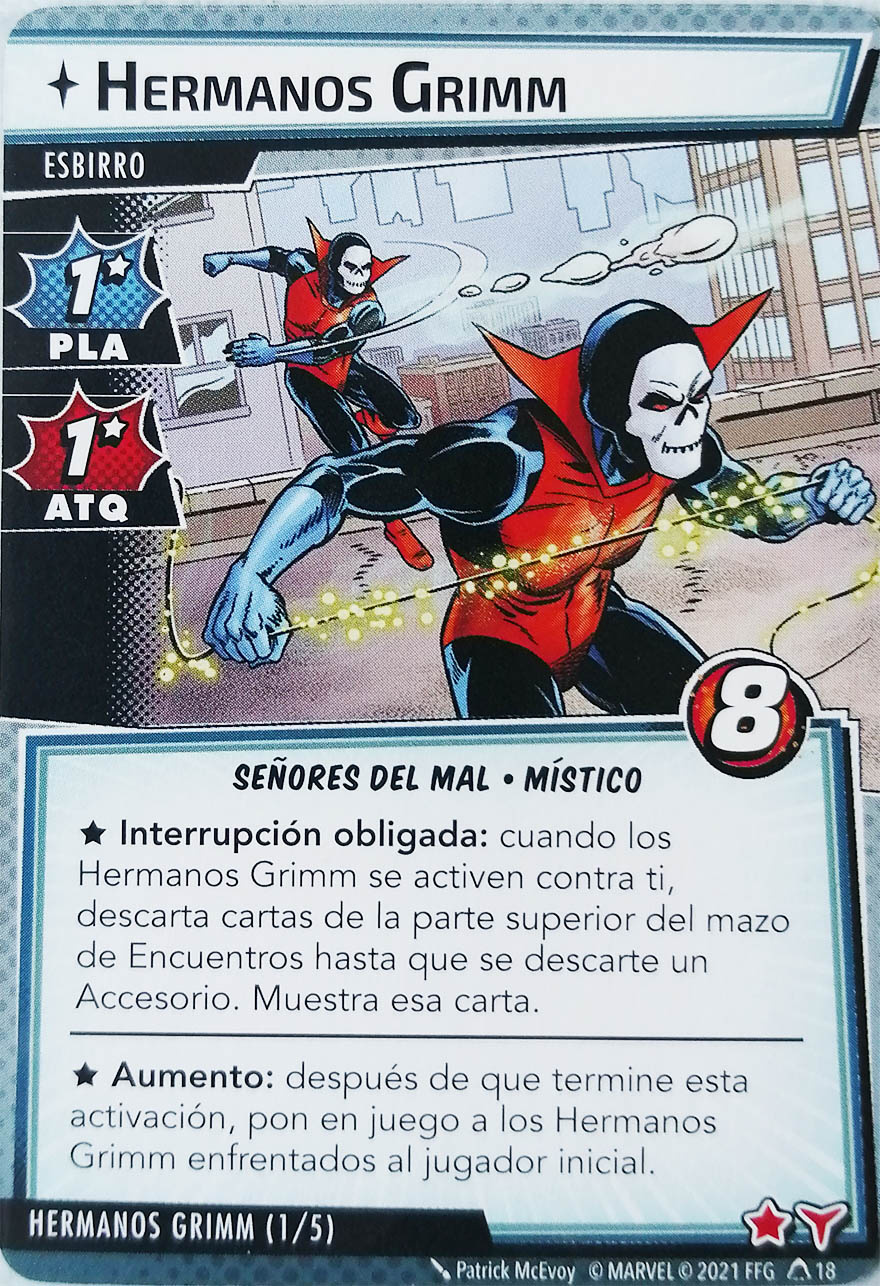 HERMANOS GRIMM
ESBIRRO
1
PLA
1
ATQ
8
SEÑORES DEL MAL • MÍSTICO
★ Interrupción obligada: cuando los
Hermanos Grimm se activen contra ti,
descarta cartas de la parte superior del mazo
de Encuentros hasta que se descarte un
Accesorio. Muestra esa carta.
★ Aumento: después de que termine esta
activación, pon en juego a los Hermanos
Grimm enfrentados al jugador inicial.
HERMANOS GRIMM (1/5)
Patrick McEvoy © MARVEL © 2021 FFG 18